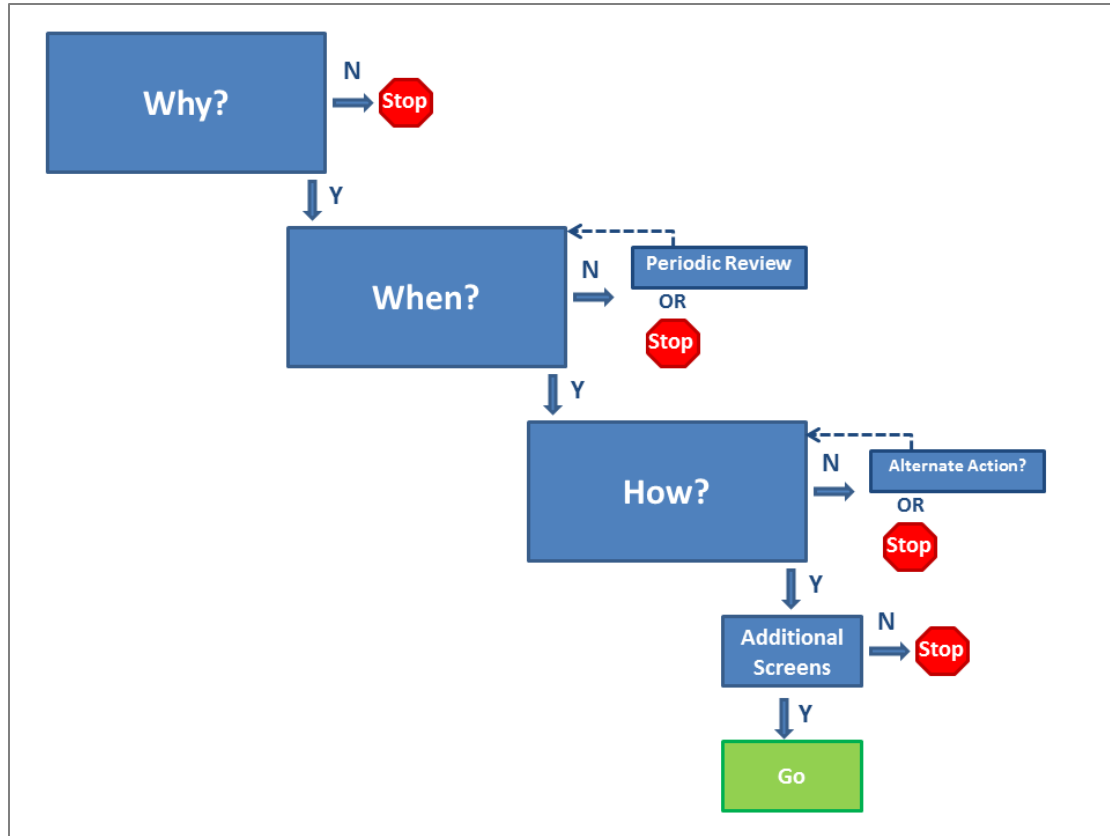 Why?
N
Stop
Y
When?
N
Periodic Review
OR
Stop
Y
How?
N
Alternate Action?
OR
Stop
Y
Additional
Screens
N
Stop
Y
Go